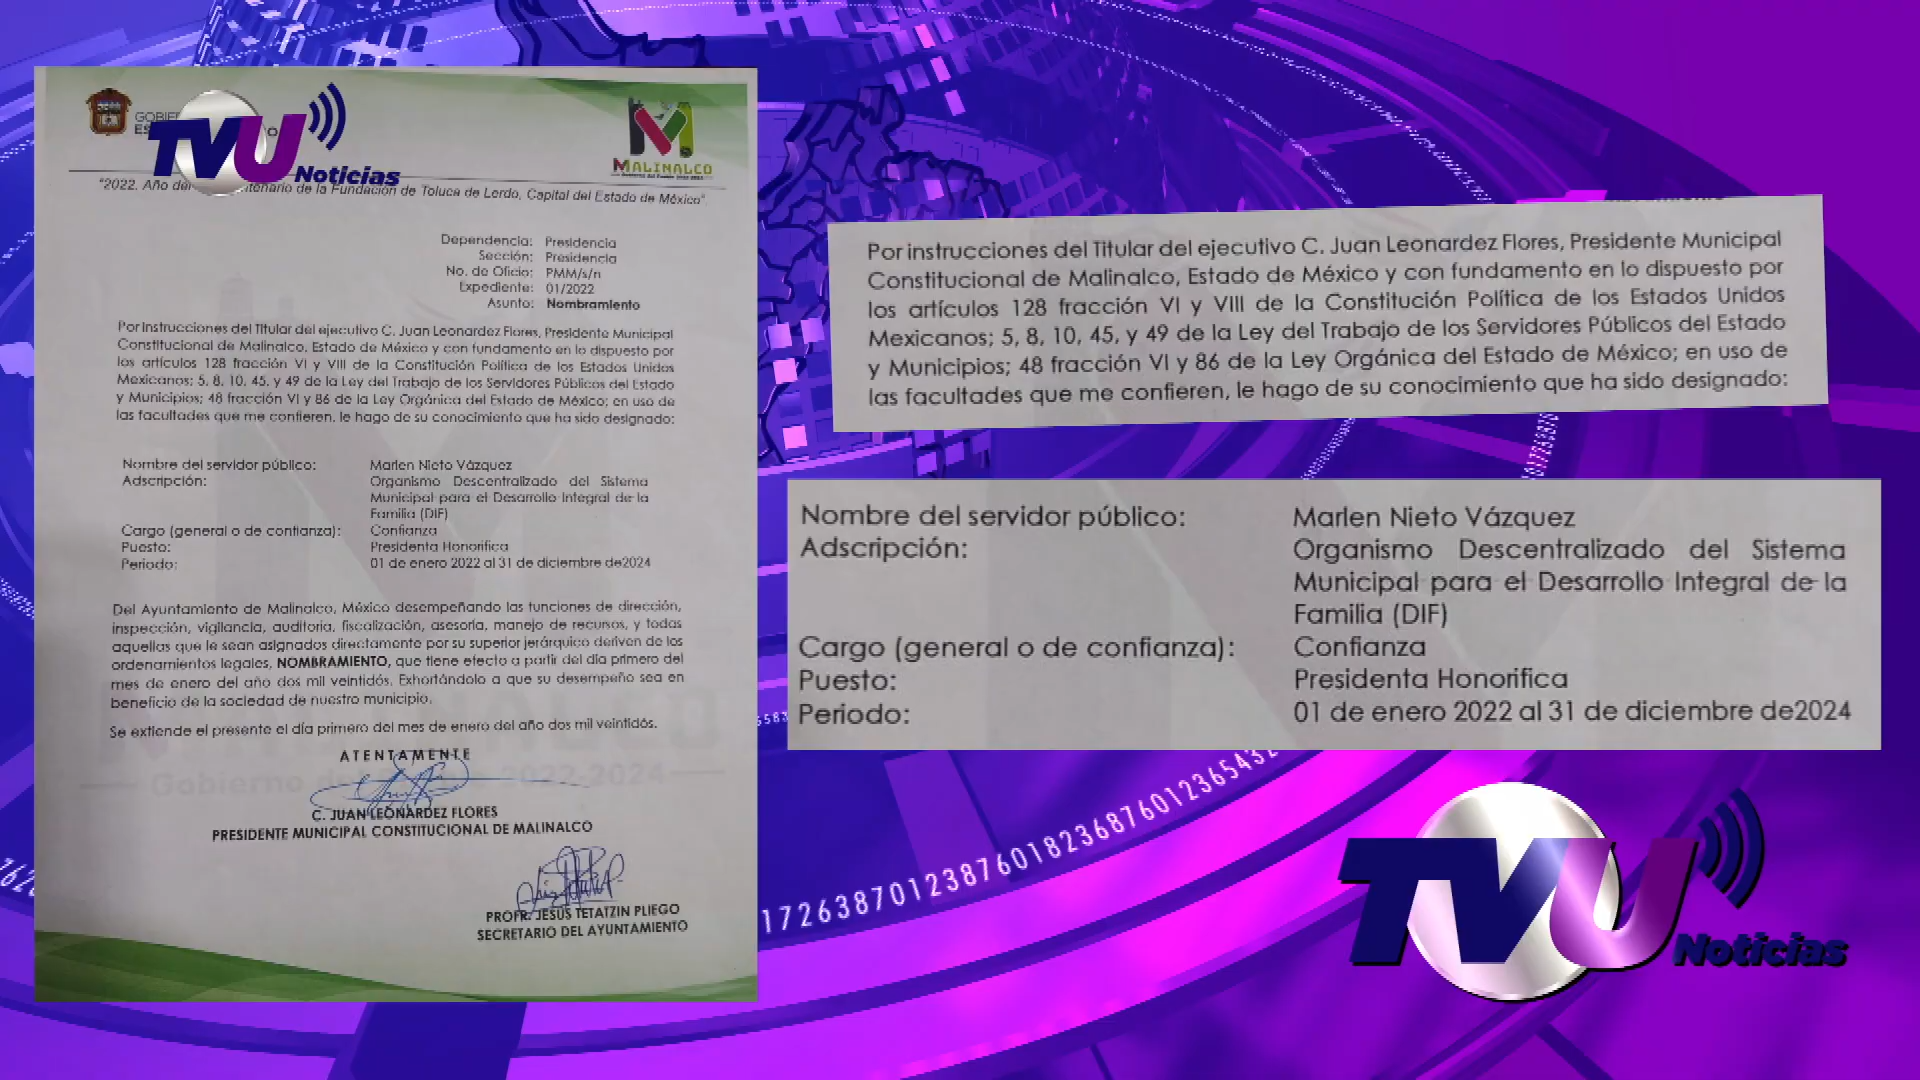 GOBIE
ES
O
TVU
Noticias
MALINALCO
"2022. Año del
tenario de la Fundación de Toluca de Lerdo, Capital del Estado de México".
Dependencia: Presidencia
Sección: Presidencia
No. de Oficio: PMM/s/n
Expediente: 01/2022
Asunto: Nombramiento
Por instrucciones del Titular del ejecutivo C. Juan Leonardez Flores, Presidente Municipal
Constitucional de Malinalco, Estado de México y con fundamento en lo dispuesto por
los artículos 128 fracción VI y VIII de la Constitución Política de los Estados Unidos
Mexicanos; 5, 8, 10, 45, y 49 de la Ley del Trabajo de los Servidores Públicos del Estado
y Municipios; 48 fracción VI y 86 de la Ley Orgánica del Estado de México; en uso de
las facultades que me confieren, le hago de su conocimiento que ha sido designado:
Nombre del servidor público: Marlen Nieto Vázquez
Adscripción: Organismo Descentralizado del Sistema
Municipal para el Desarrollo Integral de la
Familia (DIF)
Cargo (general o de confianza): Confianza
Puesto: Presidenta Honorifica
Periodo: 01 de enero 2022 al 31 de diciembre de2024
Del Ayuntamiento de Malinalco, México desempeñando las funciones de dirección,
inspección, vigilancia, auditoria, fiscalización, asesoría, manejo de recursos, y todas
aquellas que le sean asignados directamente por su superior jerárquico deriven de los
ordenamientos legales, NOMBRAMIENTO, que tiene efecto a partir del día primero del
mes de enero del año dos mil veintidós. Exhortándolo a que su desempeño sea en
beneficio de la sociedad de nuestro municipio.
Se extiende el presente el día primero del mes de enero del año dos mil veintidós.
ATENTAMENTE
C. JUAN LEONARDEZ FLORES
PRESIDENTE MUNICIPAL CONSTITUCIONAL DE MALINALCO
PROFR. JESÚS TETATZIN PLIEGO
SECRETARIO DEL AYUNTAMIENTO
Por instrucciones del Titular del ejecutivo C. Juan Leonardez Flores, Presidente Municipal
Constitucional de Malinalco, Estado de México y con fundamento en lo dispuesto por
los artículos 128 fracción VI y VIII de la Constitución Política de los Estados Unidos
Mexicanos; 5, 8, 10, 45, y 49 de la Ley del Trabajo de los Servidores Públicos del Estado
y Municipios; 48 fracción VI y 86 de la Ley Orgánica del Estado de México; en uso de
las facultades que me confieren, le hago de su conocimiento que ha sido designado:
Nombre del servidor público: Marlen Nieto Vázquez
Adscripción: Organismo Descentralizado del Sistema
Municipal para el Desarrollo Integral de la
Familia (DIF)
Cargo (general o de confianza): Confianza
Puesto: Presidenta Honorifica
Periodo: 01 de enero 2022 al 31 de diciembre de2024
1726387012387601823687601236543
TVU
Noticias